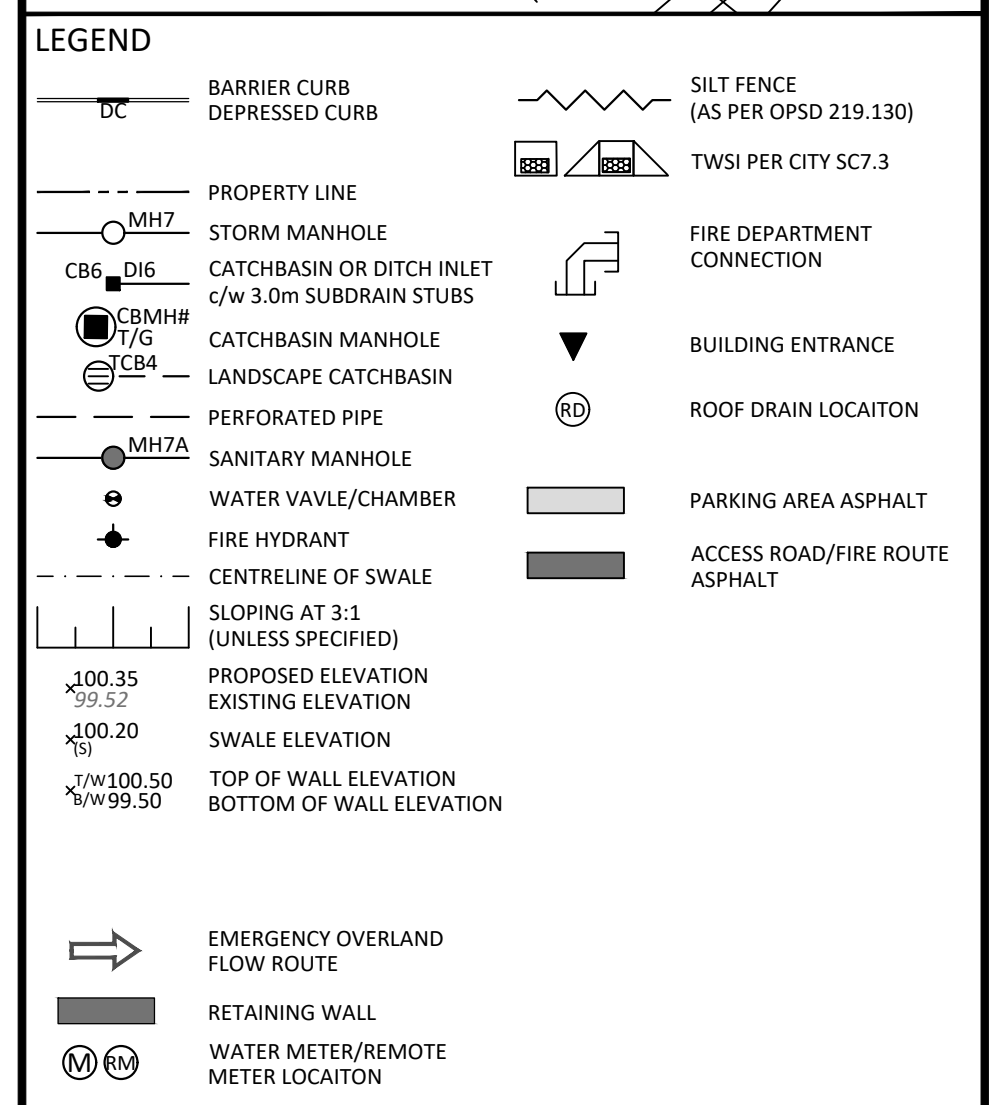 LEGEND
DC
BARRIER CURB
DEPRESSED CURB
PROPERTY LINE
MH7
STORM MANHOLE
CB6 DI6
CATCHBASIN OR DITCH INLET
c/w 3.0m SUBDRAIN STUBS
CBMH#
T/G
CATCHBASIN MANHOLE
TCB4
LANDSCAPE CATCHBASIN
PERFORATED PIPE
MH7A
SANITARY MANHOLE
WATER VAVLE/CHAMBER
FIRE HYDRANT
CENTRELINE OF SWALE
SLOPING AT 3:1
(UNLESS SPECIFIED)
100.35
99.52
PROPOSED ELEVATION
EXISTING ELEVATION
100.20
(S)
SWALE ELEVATION
T/W 100.50
B/W 99.50
TOP OF WALL ELEVATION
BOTTOM OF WALL ELEVATION
EMERGENCY OVERLAND
FLOW ROUTE
RETAINING WALL
M RM
WATER METER/REMOTE
METER LOCAITON
SILT FENCE
(AS PER OPSD 219.130)
TWSI PER CITY SC7.3
FIRE DEPARTMENT
CONNECTION
BUILDING ENTRANCE
RD
ROOF DRAIN LOCAITON
PARKING AREA ASPHALT
ACCESS ROAD/FIRE ROUTE
ASPHALT